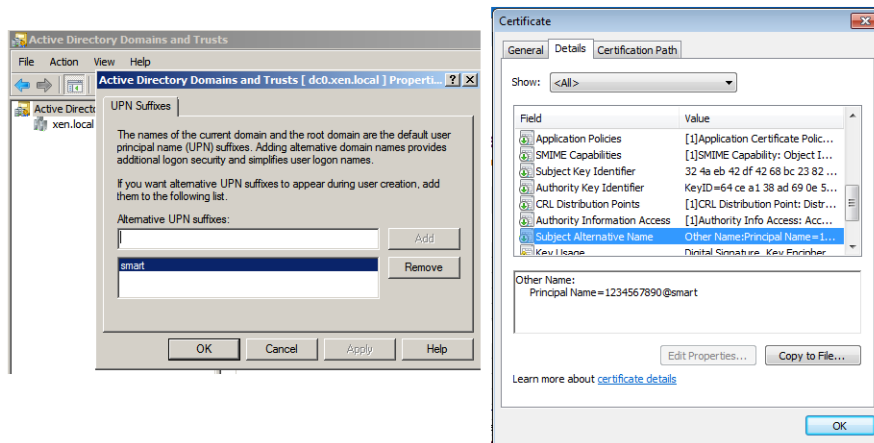 Active Directory Domains and Trusts
File Action View Help
Active Directo
xen.local
Active Directory Domains and Trusts [ dc0.xen.local ] Properti... ? X
UPN Suffixes
The names of the current domain and the root domain are the default user
principal name (UPN) suffixes. Adding alternative domain names provides
additional logon security and simplifies user logon names.
If you want alternative UPN suffixes to appear during user creation, add
them to the following list.
Alternative UPN suffixes:
Add
smart
Remove
OK Cancel Apply Help
Certificate
General Details Certification Path
Show: <All>
Field Value
Application Policies [1]Application Certificate Polic...
SMIME Capabilities [1]SMIME Capability: Object I...
Subject Key Identifier 32 4a eb 42 df 42 68 bc 23 82 ...
Authority Key Identifier KeyID=64 ce a1 38 ad 69 0e 5...
CRL Distribution Points [1]CRL Distribution Point: Distr...
Authority Information Access [1]Authority Info Access: Acc...
Subject Alternative Name Other Name:Principal Name=1...
Key Usage Digital Signature, Key Encipher
Other Name:
Principal Name=1234567890@smart
Edit Properties... Copy to File...
Learn more about certificate details
OK